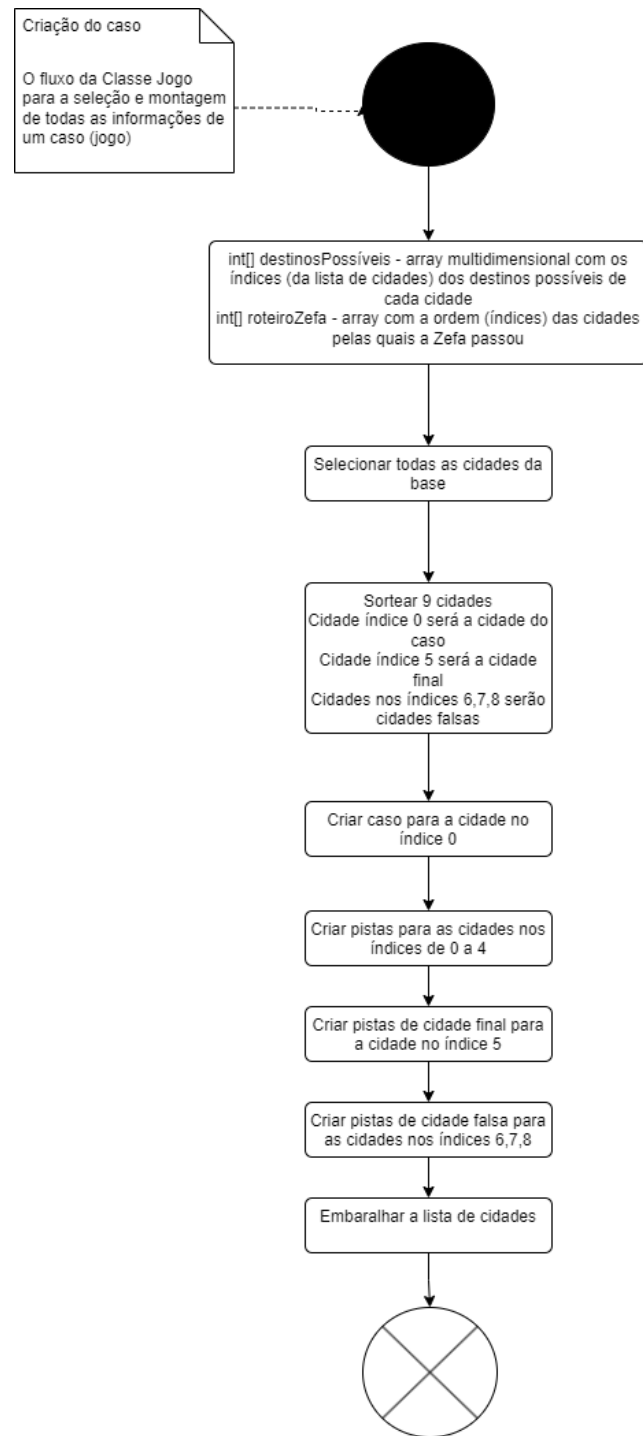 Criação do caso
O fluxo da Classe Jogo
para a seleção e montagem
de todas as informações de
um caso (jogo)
int[] destinosPossíveis - array multidimensional com os
índices (da lista de cidades) dos destinos possíveis de
cada cidade
int[] roteiroZefa - array com a ordem (índices) das cidades
pelas quais a Zefa passou
Selecionar todas as cidades da
base
Sortear 9 cidades
Cidade índice 0 será a cidade do
caso
Cidade índice 5 será a cidade
final
Cidades nos índices 6,7,8 serão
cidades falsas
Criar caso para a cidade no
índice 0
Criar pistas para as cidades nos
índices de 0 a 4
Criar pistas de cidade final para
a cidade no índice 5
Criar pistas de cidade falsa para
as cidades nos índices 6,7,8
Embaralhar a lista de cidades